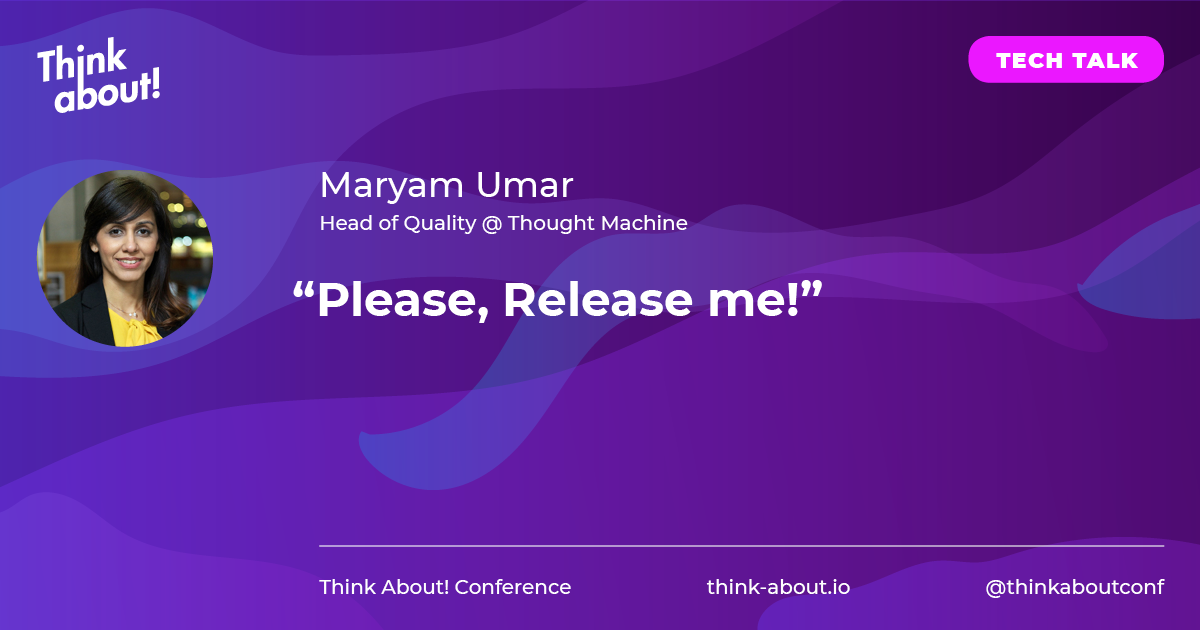 Think
about!
TECH TALK
Maryam Umar
Head of Quality @ Thought Machine
“Please, Release me!”
Think About! Conference
think-about.io
@thinkaboutconf